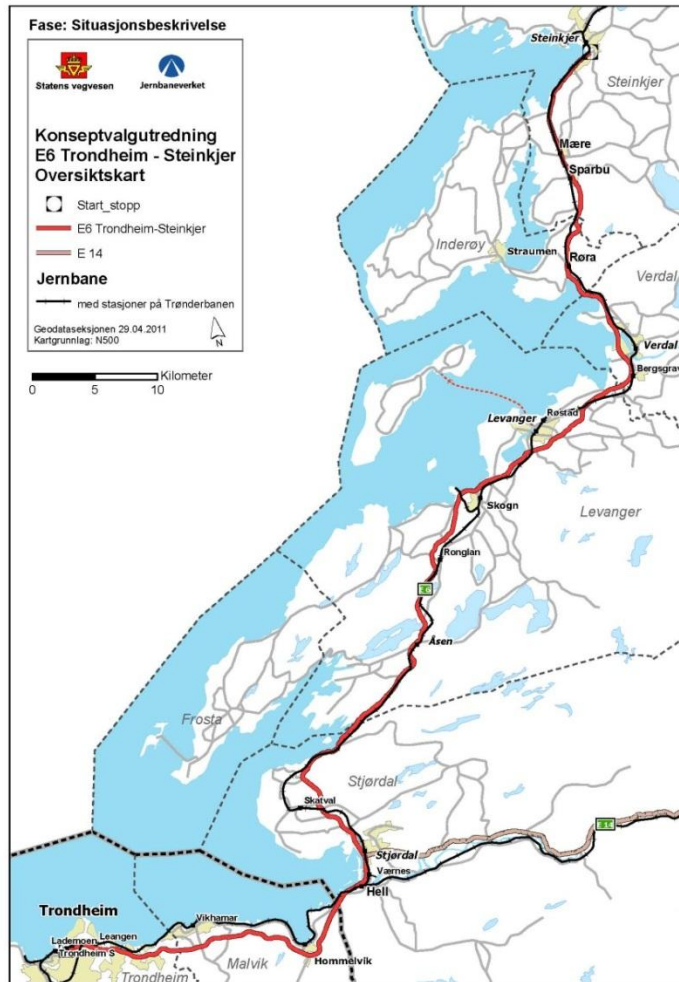 Fase: Situasjonsbeskrivelse
Statens vegvesen
Jernbaneverket
Konseptvalgutredning
E6 Trondheim - Steinkjer
Oversiktskart
Start_stopp
E6 Trondheim-Steinkjer
E 14
Jernbane
med stasjoner på Trønderbanen
Geodataseksjonen 29.04.2011
Kartgrunnlag: N500
N
0 5 10 Kilometer
Steinkjer
Steinkjer
Mære
Sparbu
Inderøy
Straumen
Røra
Verdal
Verdal
Bergsgrav
Levanger
Røstad
Skogn
Levanger
Ronglan
Åsen
Frosta
Stjørdal
Skatval
Stjørdal
Værnes
Hell
Trondheim
Vikhamar
Leangen
Lademoen
Trondheim S
Hommelvik
Malvik
Trondheim